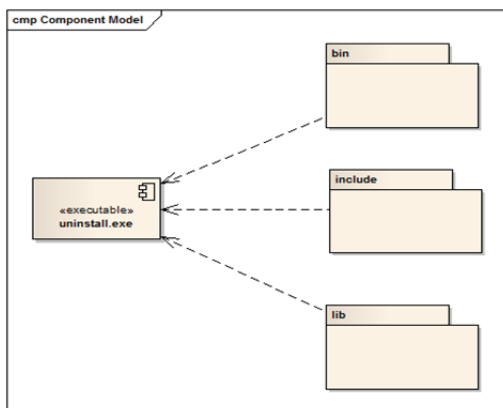 cmp Component Model
bin
«executable»
uninstall.exe
include
lib